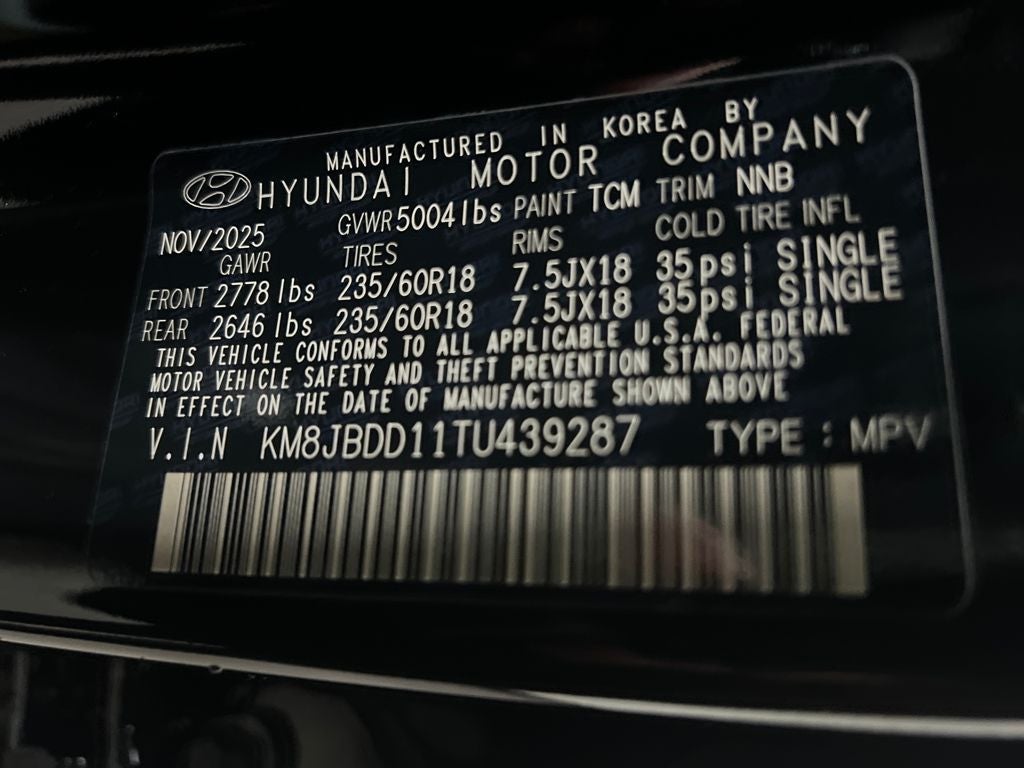 MANUFACTURED IN KOREA BY
HYUNDAI MOTOR COMPANY
NOV/2025 GVWR 5004lbs PAINT TCM TRIM NNB
GAWR TIRES RIMS COLD TIRE INFL
FRONT 2778 lbs 235/60R18 7.5JX18 35psi SINGLE
REAR 2646 lbs 235/60R18 7.5JX18 35psi SINGLE
THIS VEHICLE CONFORMS TO ALL APPLICABLE U.S.A. FEDERAL
MOTOR VEHICLE SAFETY AND THEFT PREVENTION STANDARDS
IN EFFECT ON THE DATE OF MANUFACTURE SHOWN ABOVE
V.I.N KM8JBDD11TU439287 TYPE : MPV